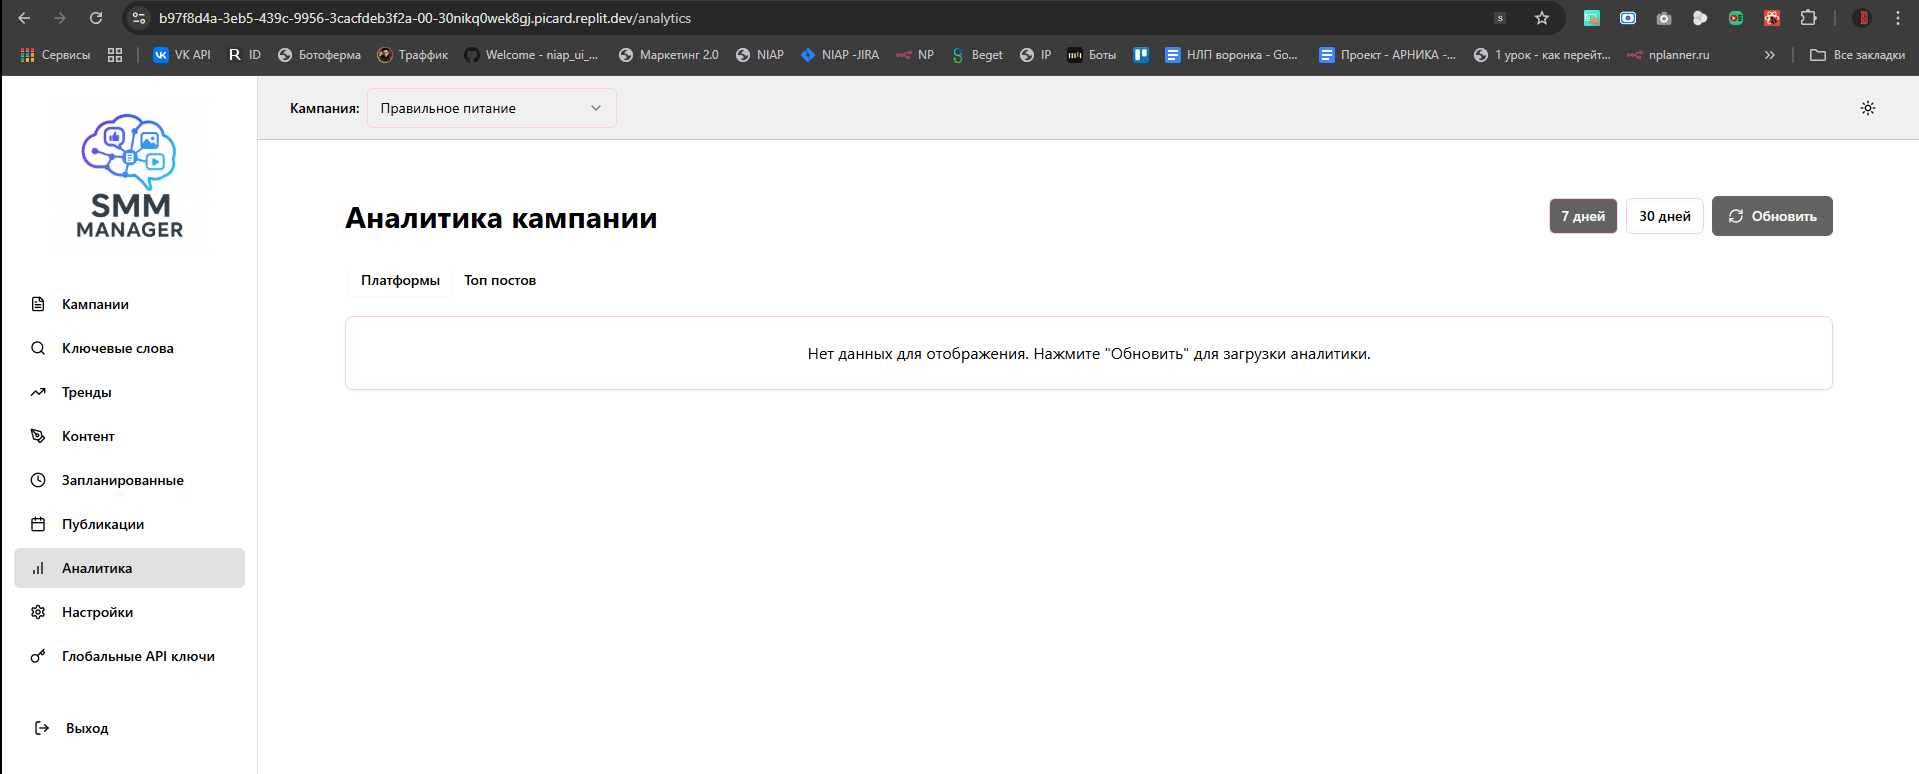 b97f8d4a-3eb5-439c-9956-3cacfdeb3f2a-00-30nikq0wek8gj.picard.replit.dev/analytics
Сервисы VK API ID Ботоферма Траффик Welcome - niap_ui_... Маркетинг 2.0 NIAP NIAP -JIRA NP Beget IP Боты НЛП воронка - Go... Проект - АРНИКА -... 1 урок - как перейт... nplanner.ru » Все закладки
SMM
MANAGER
Кампания: Правильное питание
Аналитика кампании
7 дней 30 дней Обновить
Платформы Топ постов
Нет данных для отображения. Нажмите "Обновить" для загрузки аналитики.
Кампании
Ключевые слова
Тренды
Контент
Запланированные
Публикации
Аналитика
Настройки
Глобальные API ключи
Выход